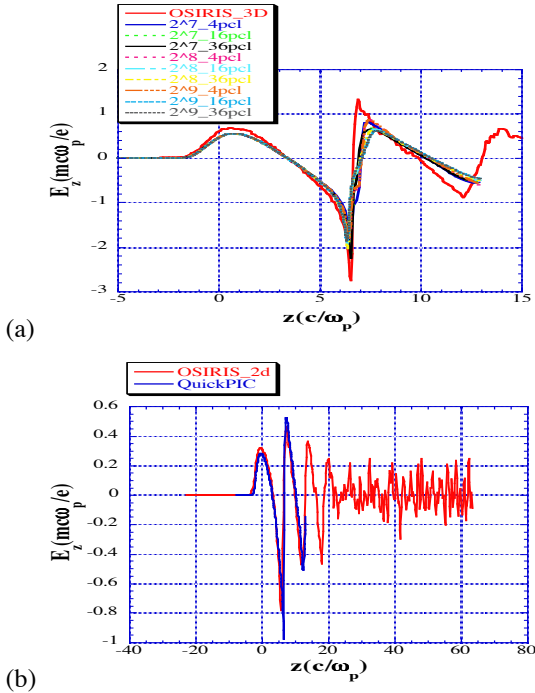 OSIRIS_3D
2^7_4pcl
2^7_16pcl
2^7_36pcl
2^8_4pcl
2^8_16pcl
2^8_36pcl
2^9_4pcl
2^9_16pcl
2^9_36pcl
2
1
0
-1
-2
-3
E_z(mcω_p/e)
-5 0 5 10 15
z(c/ω_p)
(a)
OSIRIS_2d
QuickPIC
0.6
0.4
0.2
0
-0.2
-0.4
-0.6
-0.8
-1
E_z(mcω_p/e)
-40 -20 0 20 40 60 80
z(c/ω_p)
(b)